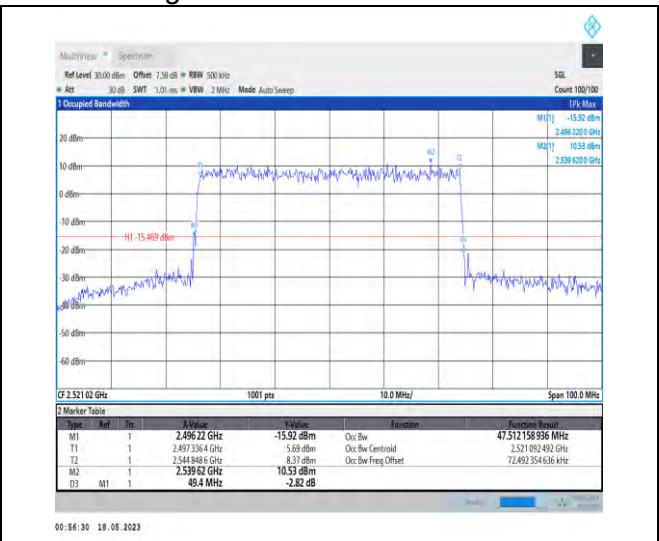 MultiView Spectrum
Ref Level 30.00 dBm Offset 7.59 dB RBW 500 kHz SGL
Att 30 dB SWT 1.01 ms VBW 2 MHz Mode Auto Sweep Count 100/100
1 Occupied Bandwidth 1Pk Max
M1[1] -15.92 dBm
2.496 2200 GHz
20 dBm
M2[1] 10.53 dBm
2.539 6200 GHz
M2
T1
T2
10 dBm
0 dBm
M1
-10 dBm
H1 -15.469 dBm
-20 dBm
-30 dBm
-40 dBm
-50 dBm
-60 dBm
CF 2.521 02 GHz 1001 pts 10.0 MHz/ Span 100.0 MHz
2 Marker Table
Type Ref Trc X-Value Y-Value Function Function Result
M1 1 2.496 22 GHz -15.92 dBm Occ Bw 47.512 158 936 MHz
T1 1 2.497 336 4 GHz 5.69 dBm Occ Bw Centroid 2.521 092 492 GHz
T2 1 2.544 848 6 GHz 8.37 dBm Occ Bw Freq Offset 72.492 354 636 kHz
M2 1 2.539 62 GHz 10.53 dBm
D3 M1 1 49.4 MHz -2.82 dB
00:56:30 18.05.2023